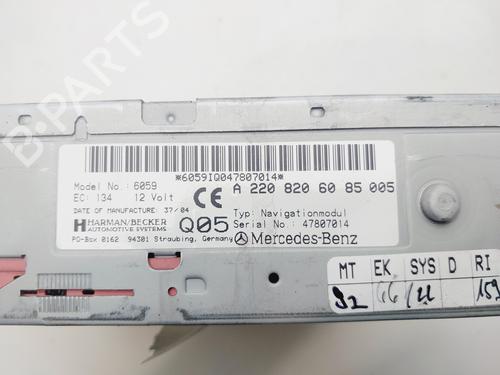 B-PARTS
*6059IQ047807014*
Model No.: 6059
EC: 134 12 Volt
CE
A 220 820 60 85 005
DATE OF MANUFACTURE: 37/04
HARMAN/BECKER
AUTOMOTIVE SYSTEMS
Q05
Typ: Navigationmodul
Serial No.: 47807014
PO-Box 0162 94301 Straubing, Germany
Mercedes-Benz
MT EK SYS D RI